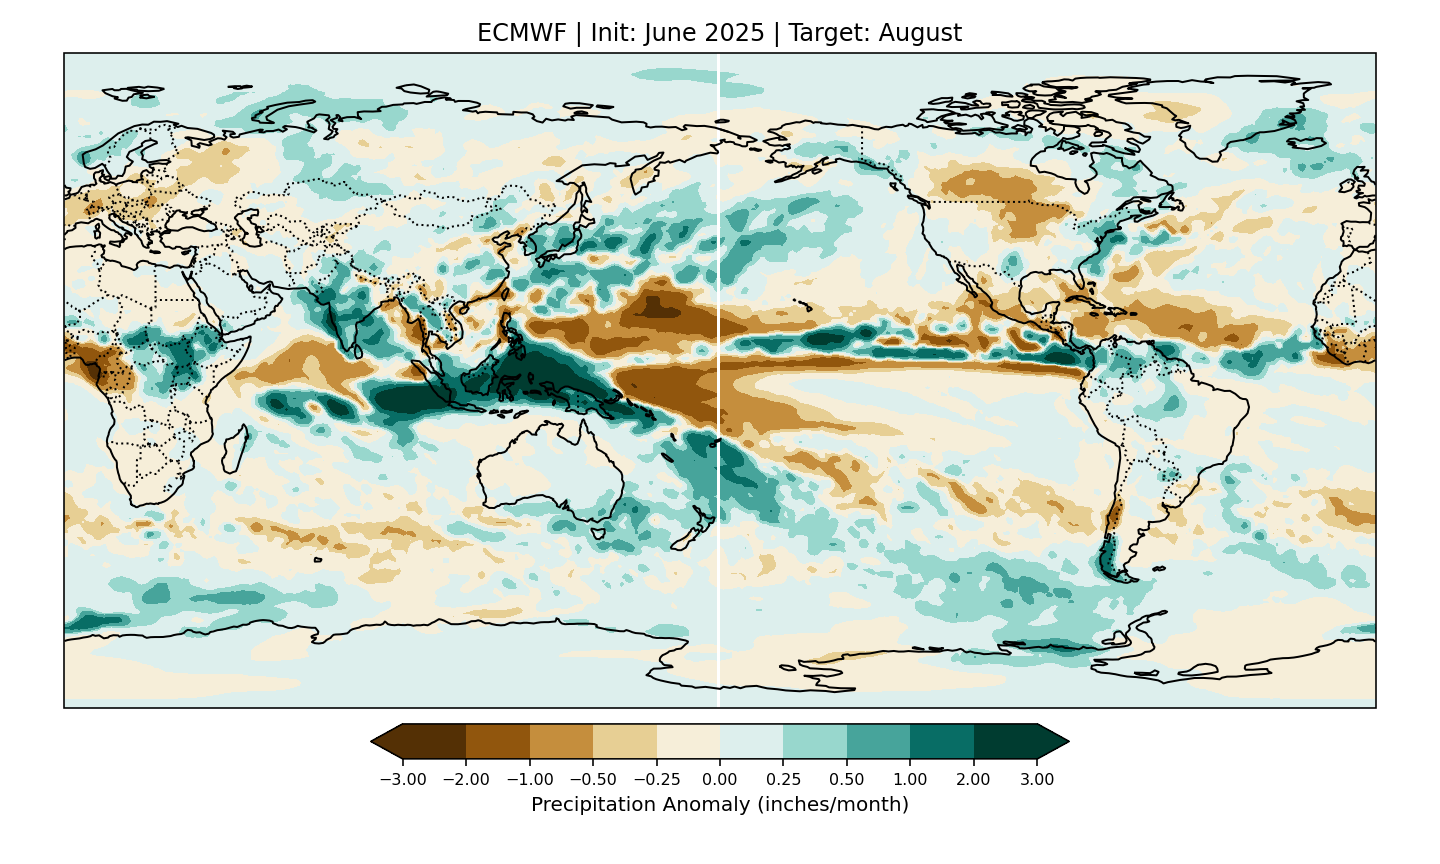 ECMWF | Init: June 2025 | Target: August
−3.00 −2.00 −1.00 −0.50 −0.25 0.00 0.25 0.50 1.00 2.00 3.00
Precipitation Anomaly (inches/month)